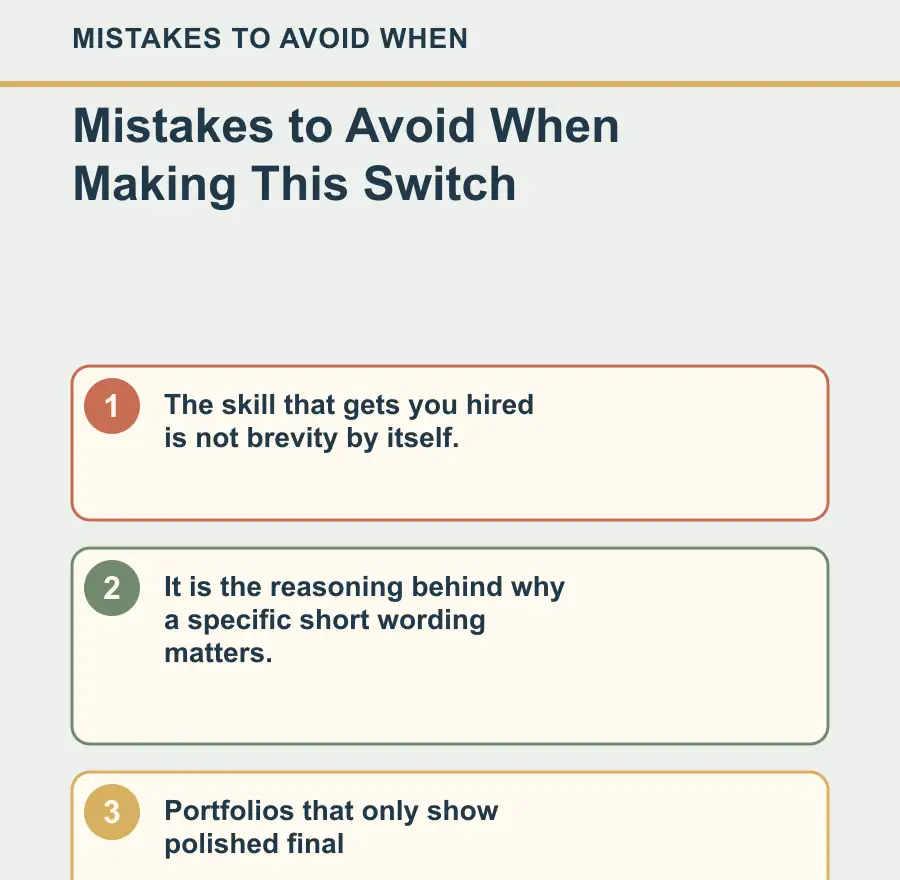 MISTAKES TO AVOID WHEN
Mistakes to Avoid When
Making This Switch
1
The skill that gets you hired
is not brevity by itself.
2
It is the reasoning behind why
a specific short wording
matters.
3
Portfolios that only show
polished final